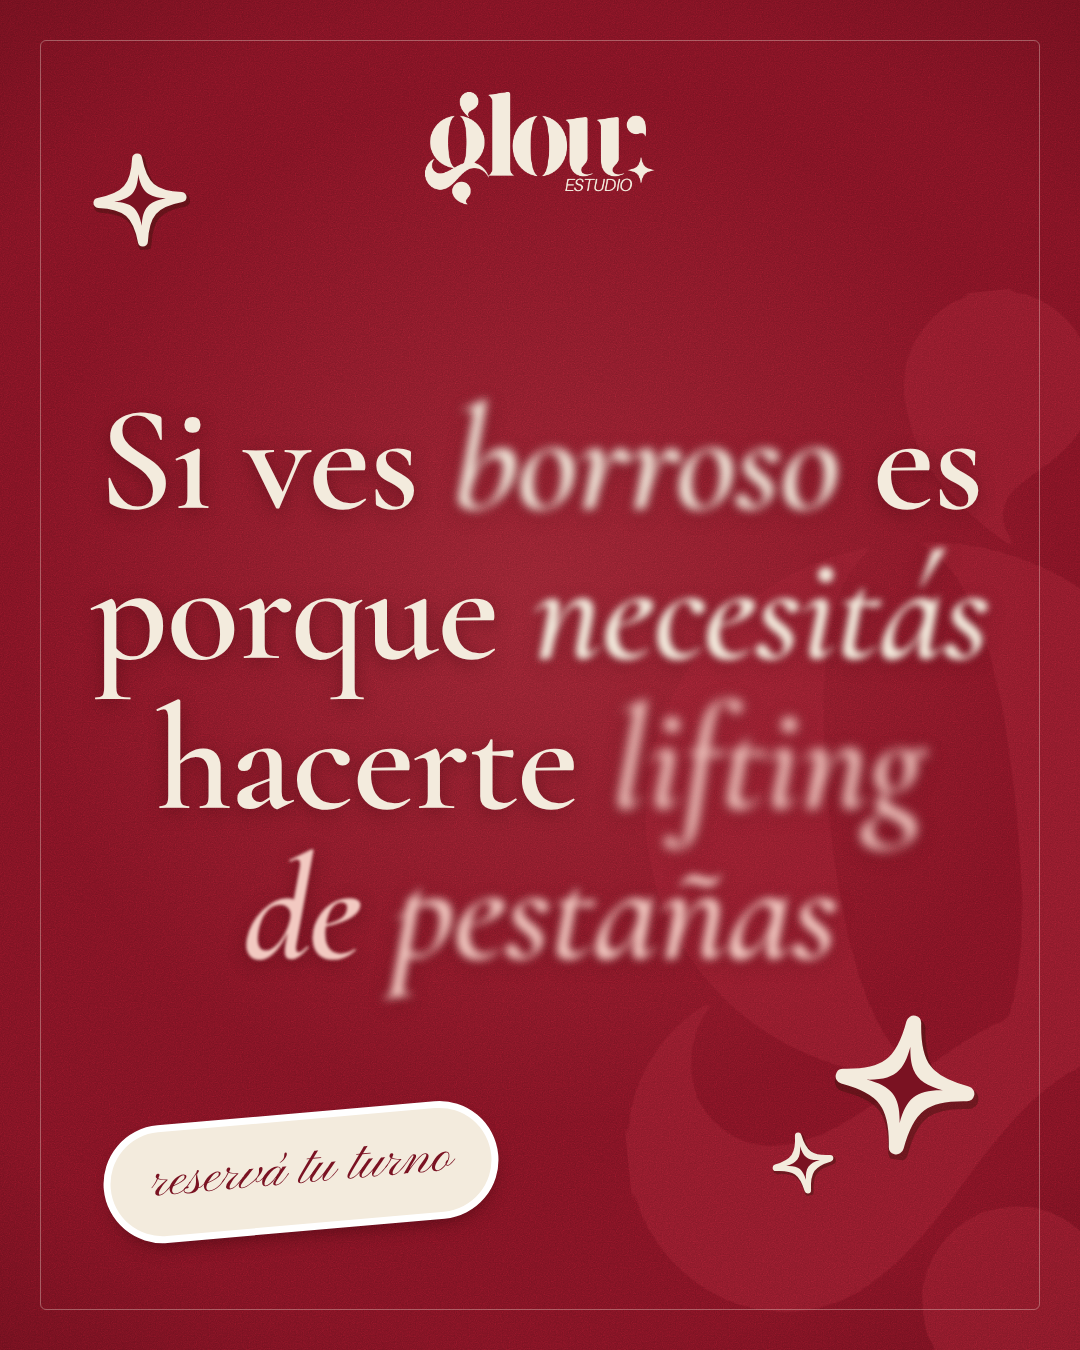 glow
ESTUDIO
Si ves borroso es
porque necesitás
hacerte lifting
de pestañas
reservá tu turno